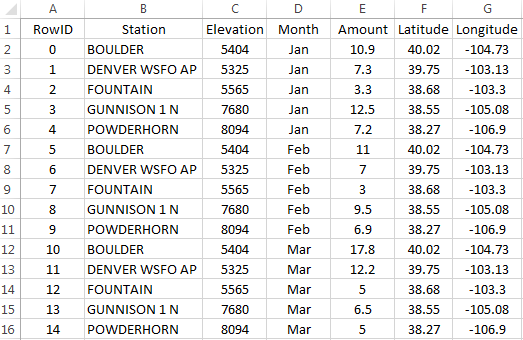 A B C D E F G
1 RowID Station Elevation Month Amount Latitude Longitude
2 0 BOULDER 5404 Jan 10.9 40.02 -104.73
3 1 DENVER WSFO AP 5325 Jan 7.3 39.75 -103.13
4 2 FOUNTAIN 5565 Jan 3.3 38.68 -103.3
5 3 GUNNISON 1 N 7680 Jan 12.5 38.55 -105.08
6 4 POWDERHORN 8094 Jan 7.2 38.27 -106.9
7 5 BOULDER 5404 Feb 11 40.02 -104.73
8 6 DENVER WSFO AP 5325 Feb 7 39.75 -103.13
9 7 FOUNTAIN 5565 Feb 3 38.68 -103.3
10 8 GUNNISON 1 N 7680 Feb 9.5 38.55 -105.08
11 9 POWDERHORN 8094 Feb 6.9 38.27 -106.9
12 10 BOULDER 5404 Mar 17.8 40.02 -104.73
13 11 DENVER WSFO AP 5325 Mar 12.2 39.75 -103.13
14 12 FOUNTAIN 5565 Mar 5 38.68 -103.3
15 13 GUNNISON 1 N 7680 Mar 6.5 38.55 -105.08
16 14 POWDERHORN 8094 Mar 5 38.27 -106.9